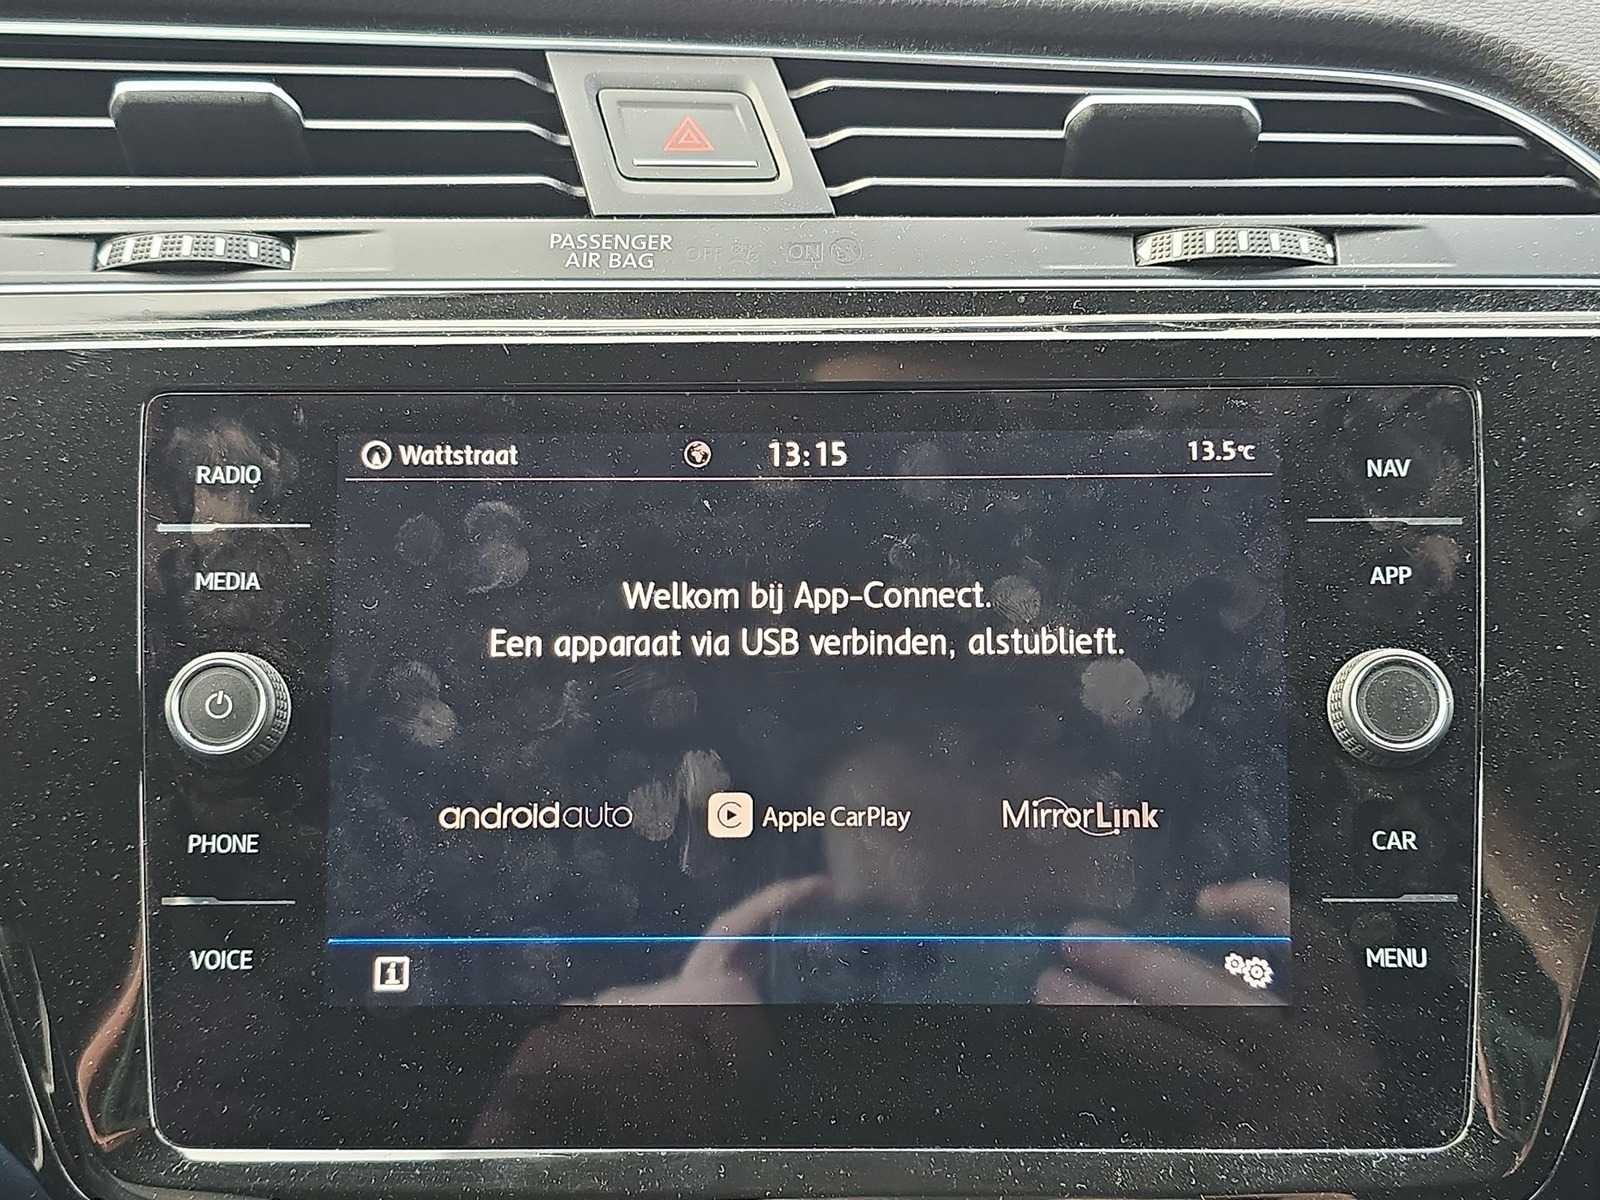 PASSENGER
AIR BAG OFF ON
RADIO
MEDIA
PHONE
VOICE
Wattstraat 13:15 13.5°C
Welkom bij App-Connect.
Een apparaat via USB verbinden, alstublieft.
androidauto Apple CarPlay MirrorLink
i
NAV
APP
CAR
MENU